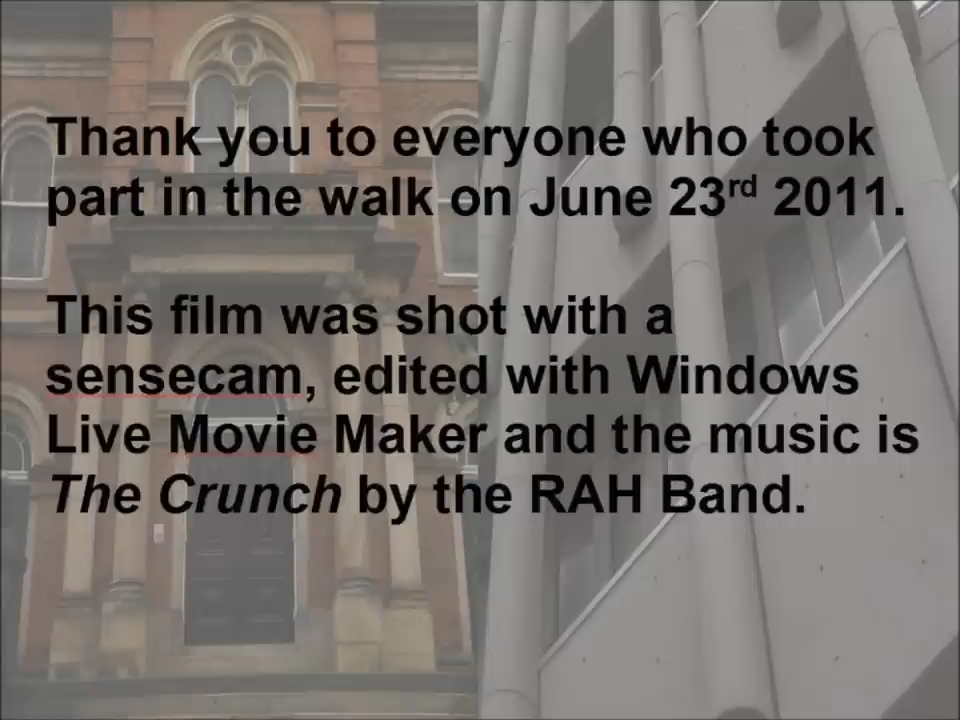 Thank you to everyone who took
part in the walk on June 23rd 2011.
This film was shot with a
sensecam, edited with Windows
Live Movie Maker and the music is
The Crunch by the RAH Band.